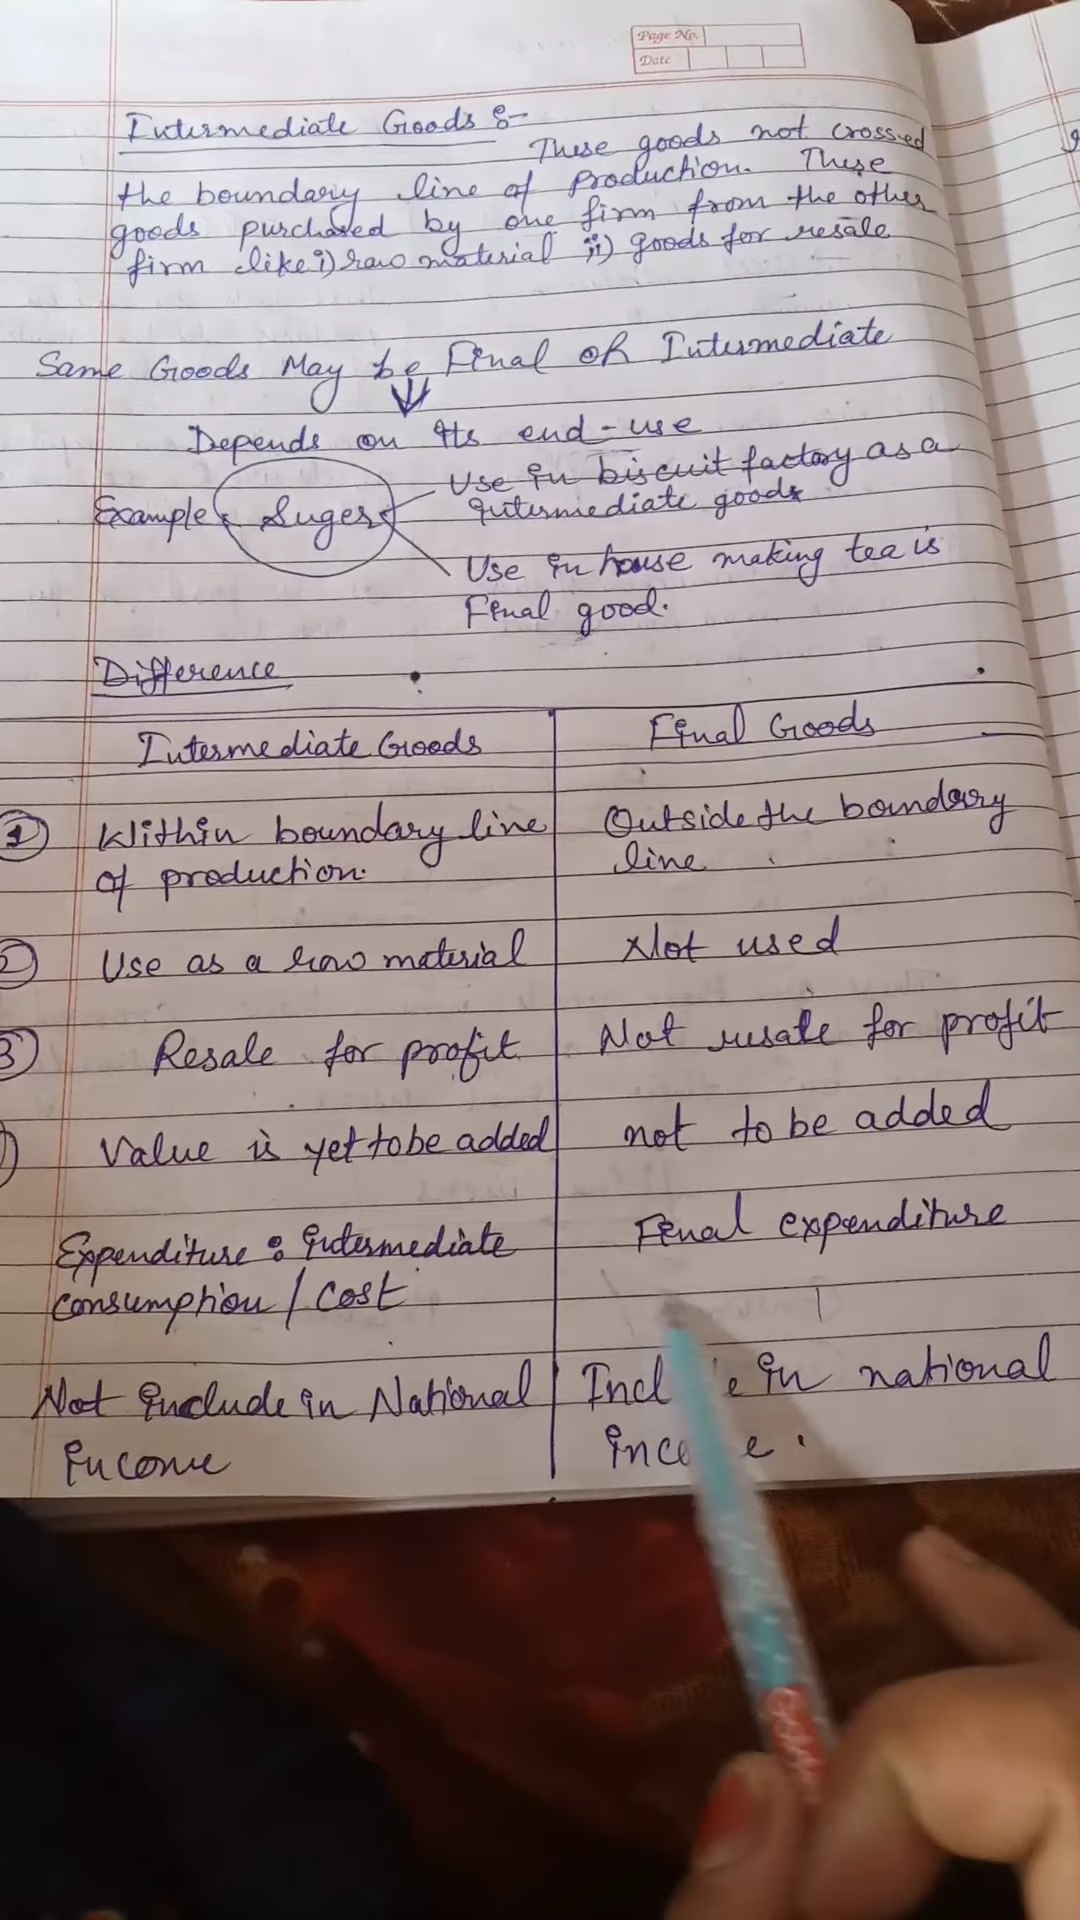 Page No.
Date
Intermediate Goods :-
These goods not crossed
the boundary line of production. These
goods purchased by one firm from the other
firm like i) raw material ii) goods for resale
Same Goods May be Final or Intermediate
Depends on Its end-use
Example: Suger
Use in biscuit factory as a
intermediate goods
Use in house making tea is
Final good.
Difference
Intermediate Goods
Final Goods
1 Within boundary line
of production.
Outside the boundary
line
2 Use as a raw material
Not used
3 Resale for profit
Not resale for profit
Value is yet to be added
not to be added
Expenditure : intermediate
consumption / cost
Final expenditure
Not include in National
income
Incl e in national
inco e.